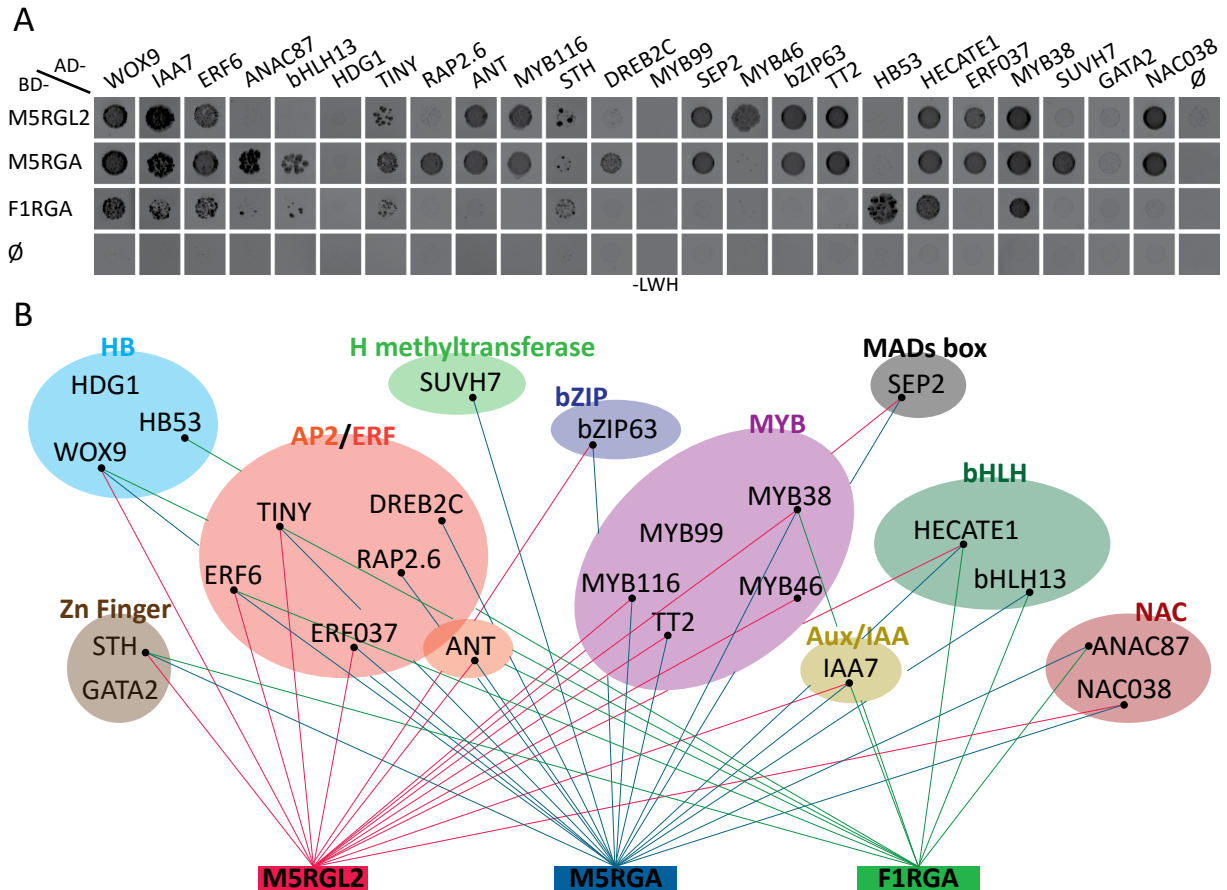 A
AD-
BD-
WOX9 IAA7 ERF6 ANAC87 bHLH13 HDG1 TINY RAP2.6 ANT MYB116 STH DREB2C MYB99 SEP2 MYB46 bZIP63 TT2 HB53 HECATE1 ERF037 MYB38 SUVH7 GATA2 NAC038 Ø
M5RGL2
M5RGA
F1RGA
Ø
-LWH
B
HB
H methyltransferase
MADs box
HDG1
SUVH7
SEP2
bZIP
HB53
bZIP63
MYB
WOX9
AP2/ERF
bHLH
TINY
DREB2C
MYB38
MYB99
HECATE1
RAP2.6
ERF6
MYB116
MYB46
bHLH13
Zn Finger
TT2
NAC
ERF037
Aux/IAA
STH
ANT
IAA7
ANAC87
GATA2
NAC038
M5RGL2
M5RGA
F1RGA